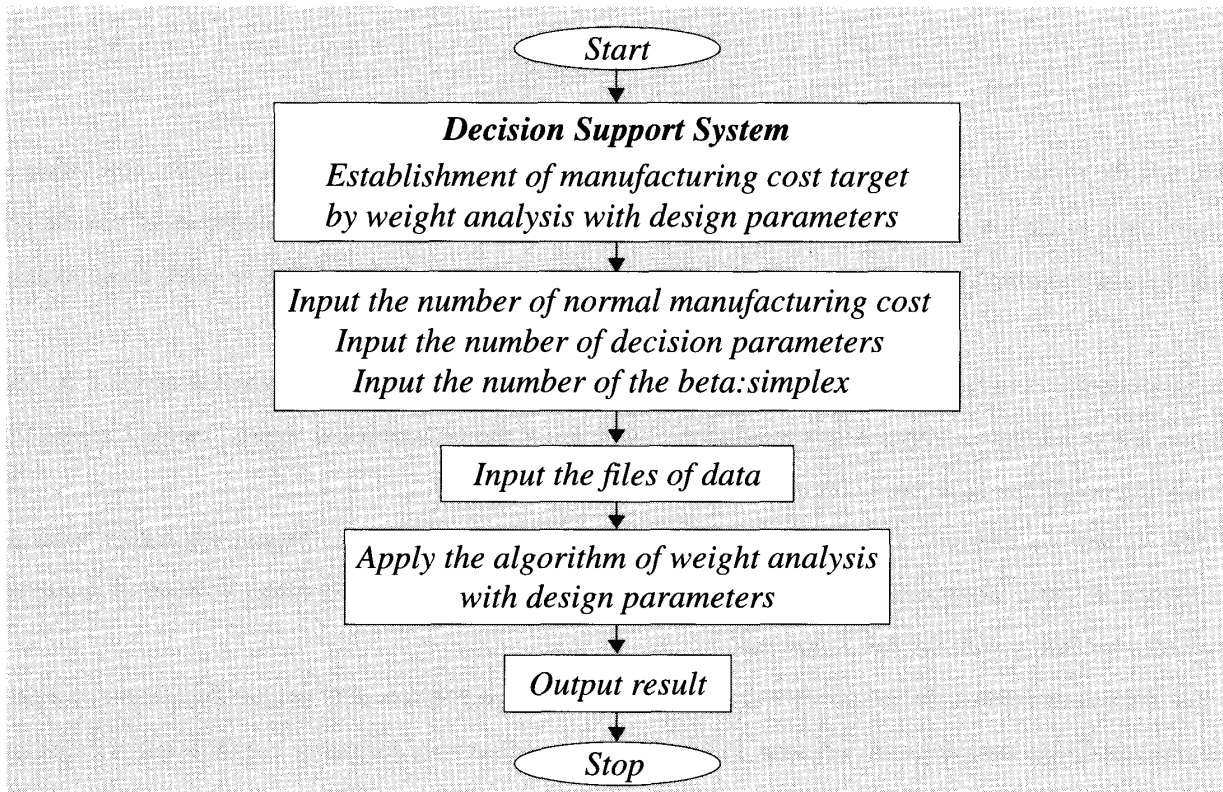 Start
Decision Support System
Establishment of manufacturing cost target
by weight analysis with design parameters
Input the number of normal manufacturing cost
Input the number of decision parameters
Input the number of the beta:simplex
Input the files of data
Apply the algorithm of weight analysis
with design parameters
Output result
Stop